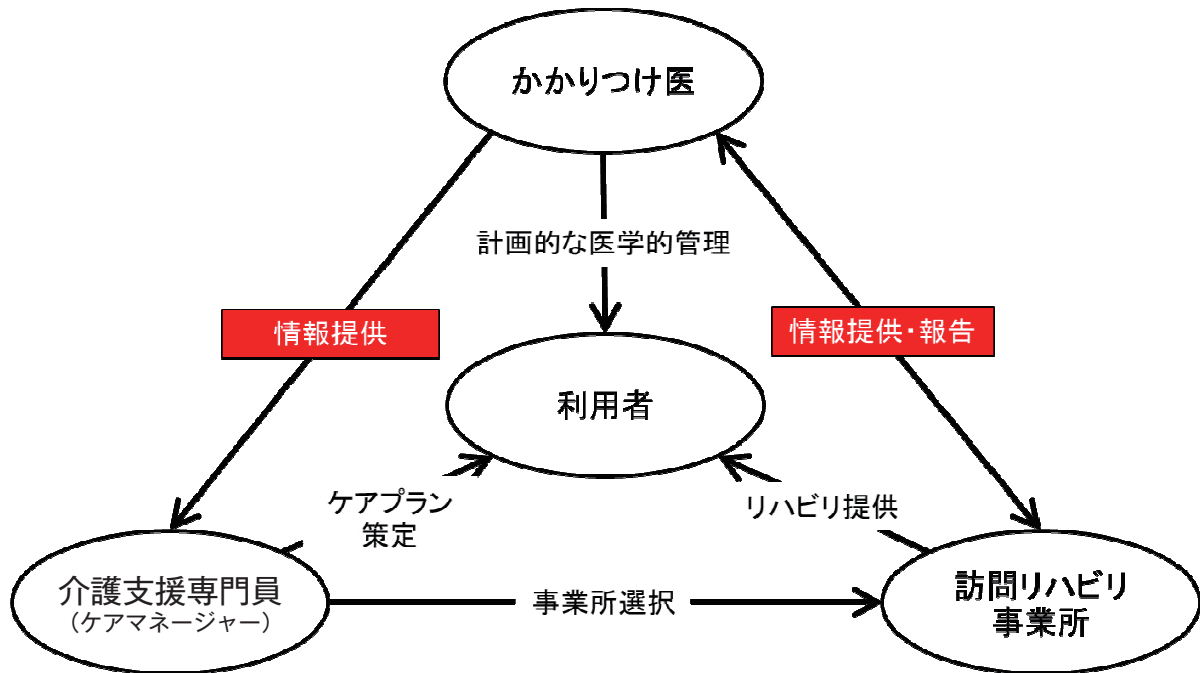 かかりつけ医
計画的な医学的管理
情報提供
情報提供・報告
利用者
ケアプラン
策定
リハビリ提供
介護支援専門員
（ケアマネージャー）
事業所選択
訪問リハビリ
事業所